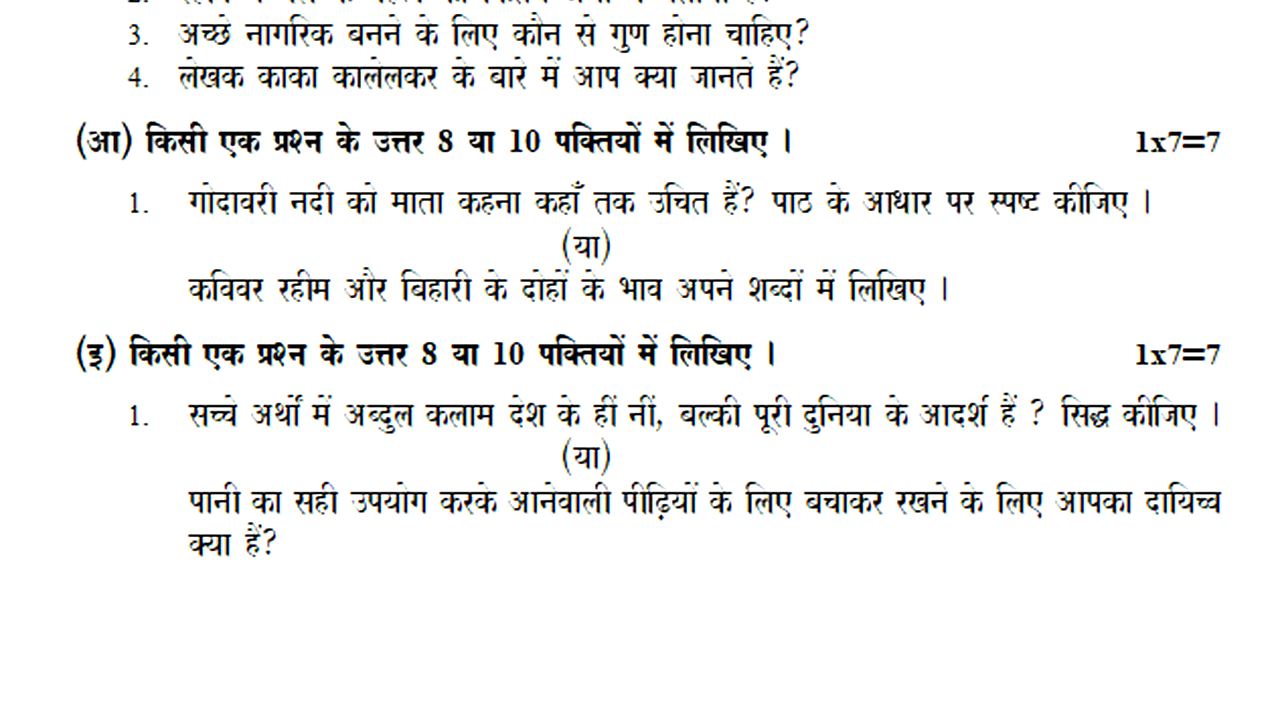 3. अच्छे नागरिक बनने के लिए कौन से गुण होना चाहिए?
4. लेखक काका कालेलकर के बारे में आप क्या जानते हैं?
(आ) किसी एक प्रश्न के उत्तर 8 या 10 पक्तियों में लिखिए । 1x7=7
1. गोदावरी नदी को माता कहना कहाँ तक उचित हैं? पाठ के आधार पर स्पष्ट कीजिए ।
(या)
कविवर रहीम और बिहारी के दोहों के भाव अपने शब्दों में लिखिए ।
(इ) किसी एक प्रश्न के उत्तर 8 या 10 पक्तियों में लिखिए । 1x7=7
1. सच्चे अर्थों में अब्दुल कलाम देश के हीं नीं, बल्की पूरी दुनिया के आदर्श हैं ? सिद्ध कीजिए ।
(या)
पानी का सही उपयोग करके आनेवाली पीढ़ियों के लिए बचाकर रखने के लिए आपका दायिच्व
क्या हैं?